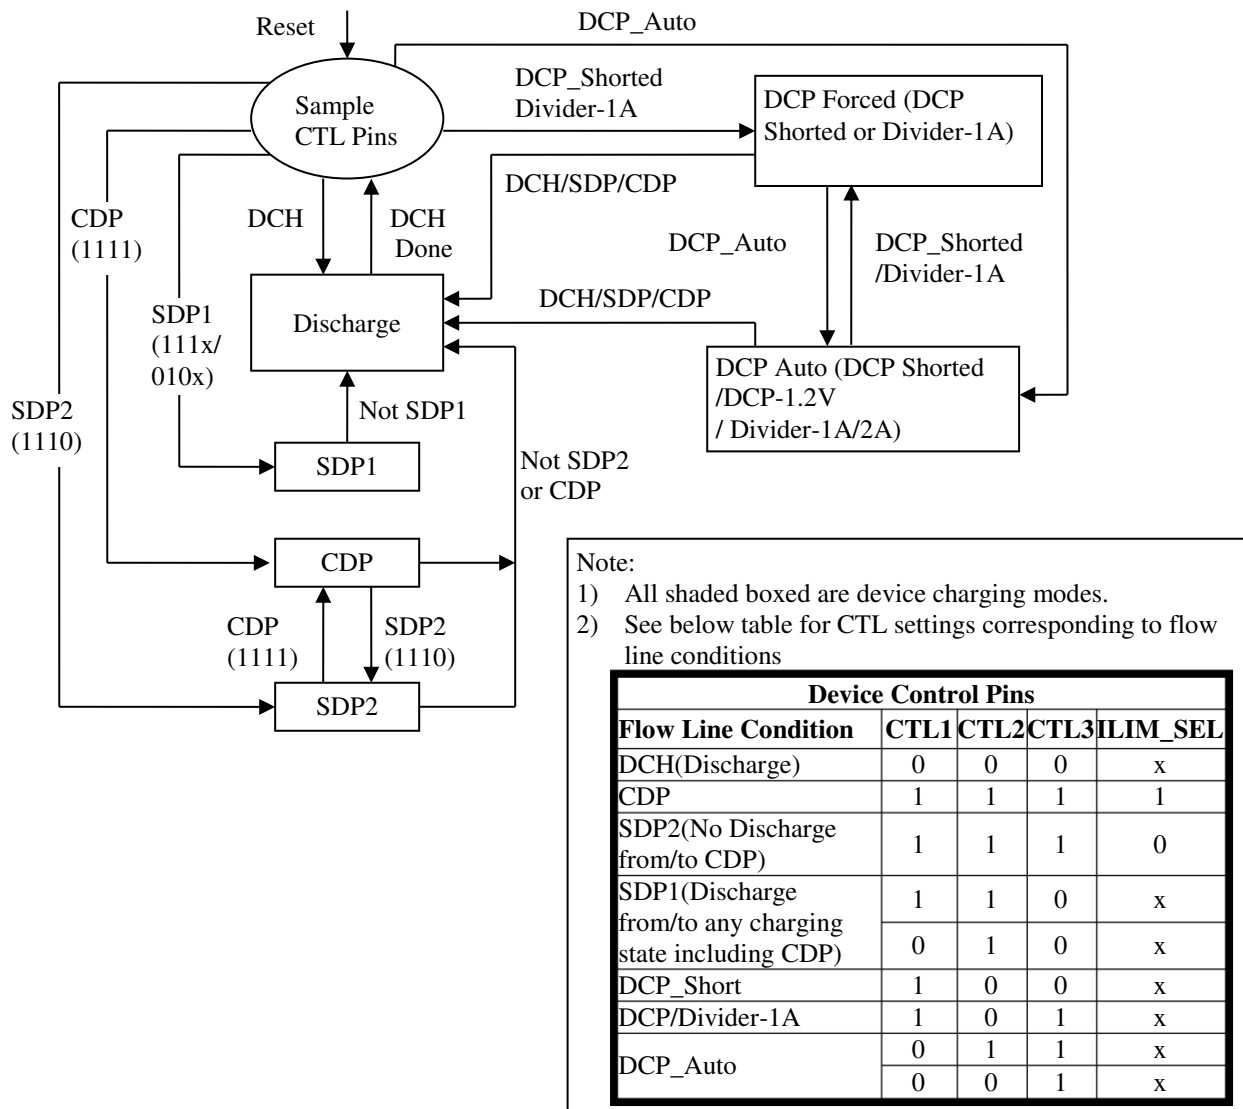 Reset
DCP_Auto
Sample
CTL Pins
DCP_Shorted
Divider-1A
DCP Forced (DCP
Shorted or Divider-1A)
DCH/SDP/CDP
CDP
(1111)
DCH
DCH
Done
DCP_Auto
DCP_Shorted
/Divider-1A
SDP1
(111x/
010x)
Discharge
DCH/SDP/CDP
DCP Auto (DCP Shorted
/DCP-1.2V
/ Divider-1A/2A)
SDP2
(1110)
Not SDP1
SDP1
Not SDP2
or CDP
CDP
CDP
(1111)
SDP2
(1110)
SDP2
Note:
1) All shaded boxed are device charging modes.
2) See below table for CTL settings corresponding to flow
line conditions
Device Control Pins
Flow Line Condition CTL1 CTL2 CTL3 ILIM_SEL
DCH(Discharge) 0 0 0 x
CDP 1 1 1 1
SDP2(No Discharge
from/to CDP) 1 1 1 0
SDP1(Discharge
from/to any charging
state including CDP)
1 1 0 x
0 1 0 x
DCP_Short 1 0 0 x
DCP/Divider-1A 1 0 1 x
DCP_Auto
0 1 1 x
0 0 1 x